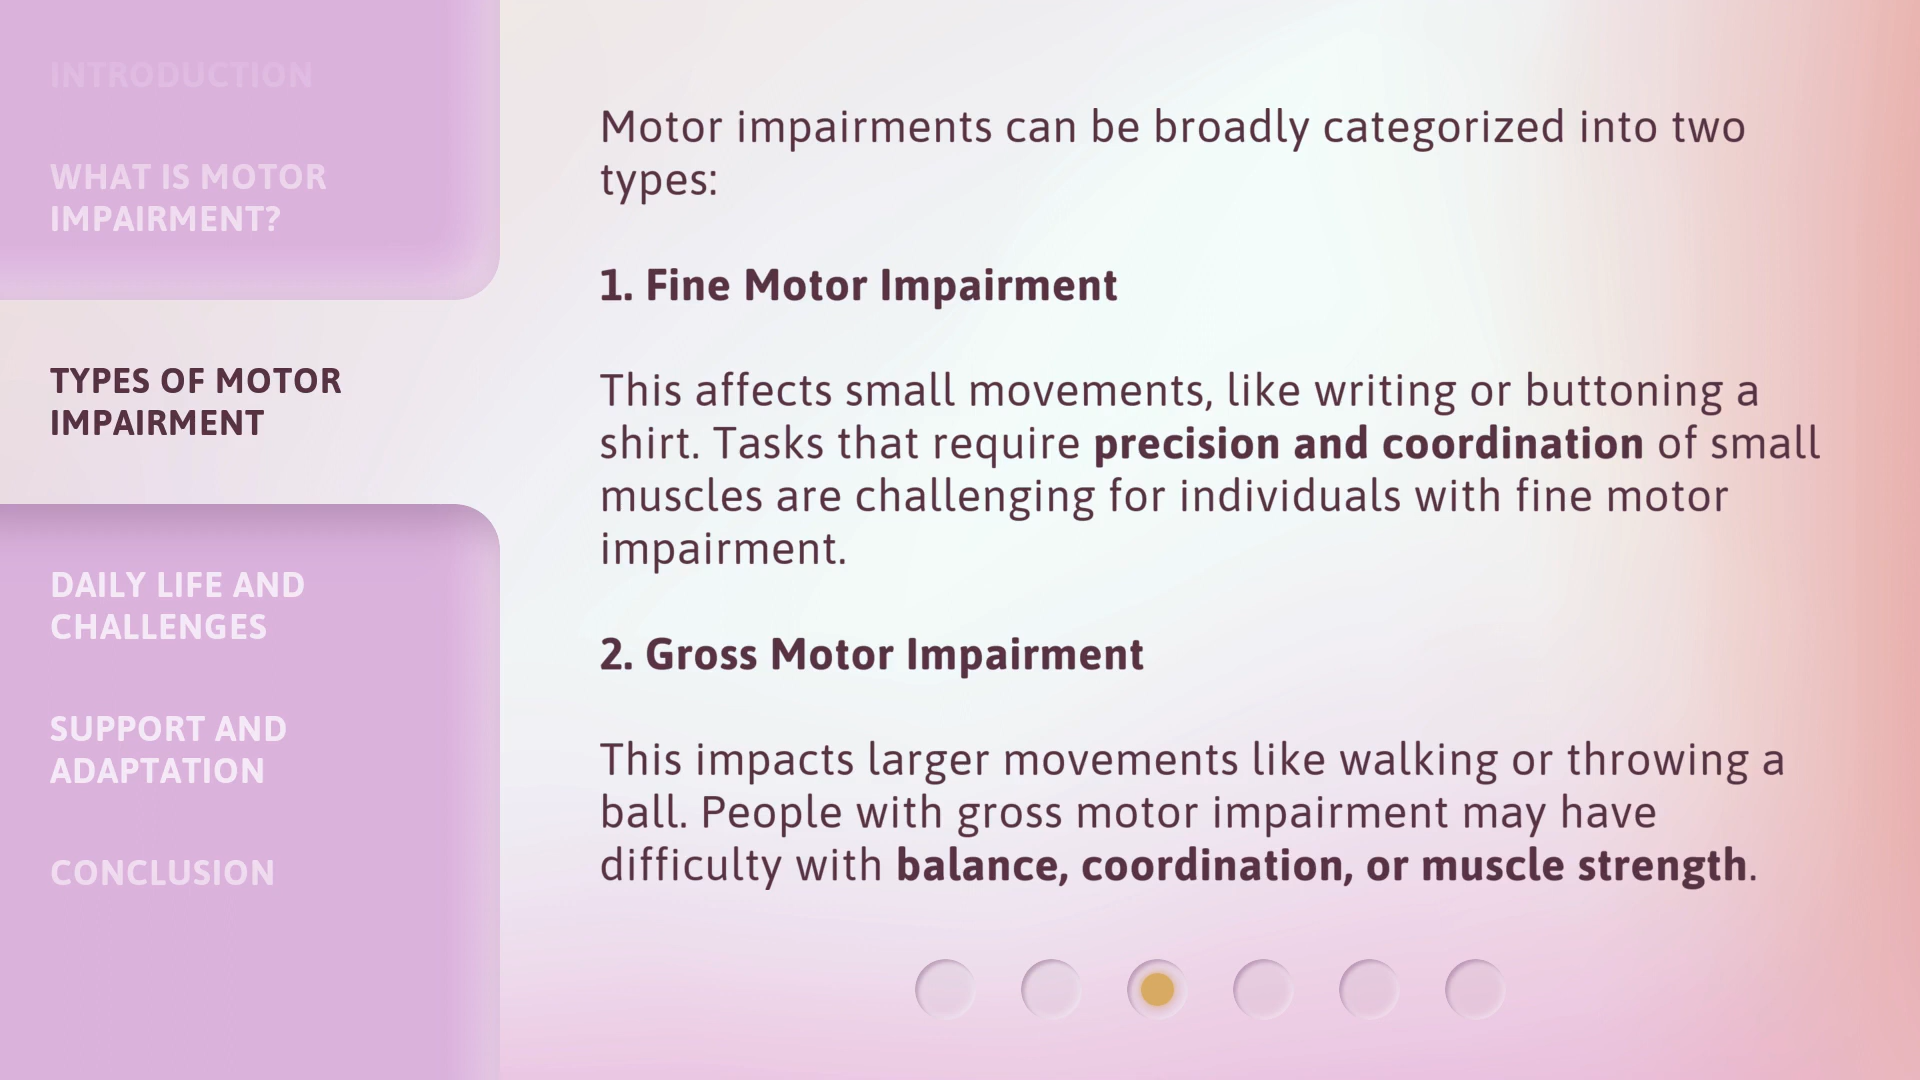 INTRODUCTION
WHAT IS MOTOR
IMPAIRMENT?
TYPES OF MOTOR
IMPAIRMENT
DAILY LIFE AND
CHALLENGES
SUPPORT AND
ADAPTATION
CONCLUSION
Motor impairments can be broadly categorized into two
types:
1. Fine Motor Impairment
This affects small movements, like writing or buttoning a
shirt. Tasks that require precision and coordination of small
muscles are challenging for individuals with fine motor
impairment.
2. Gross Motor Impairment
This impacts larger movements like walking or throwing a
ball. People with gross motor impairment may have
difficulty with balance, coordination, or muscle strength.